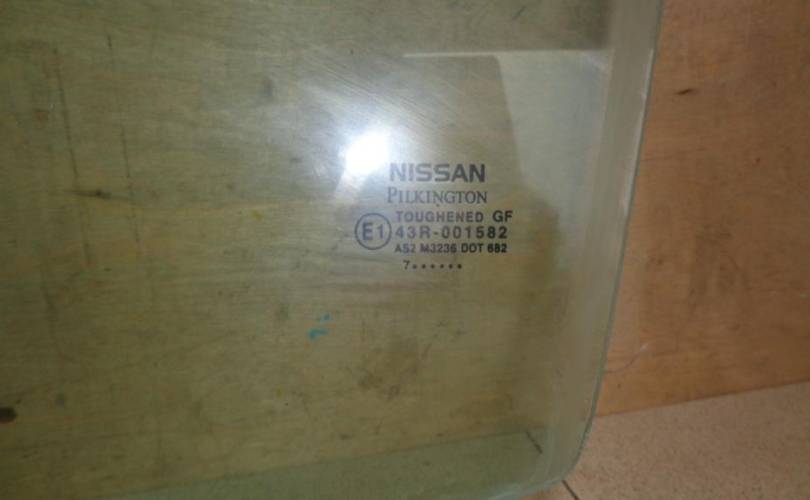 NISSAN
PILKINGTON
TOUGHENED GF
E1 43R-001582
AS2 M3236 DOT 682
7••••••